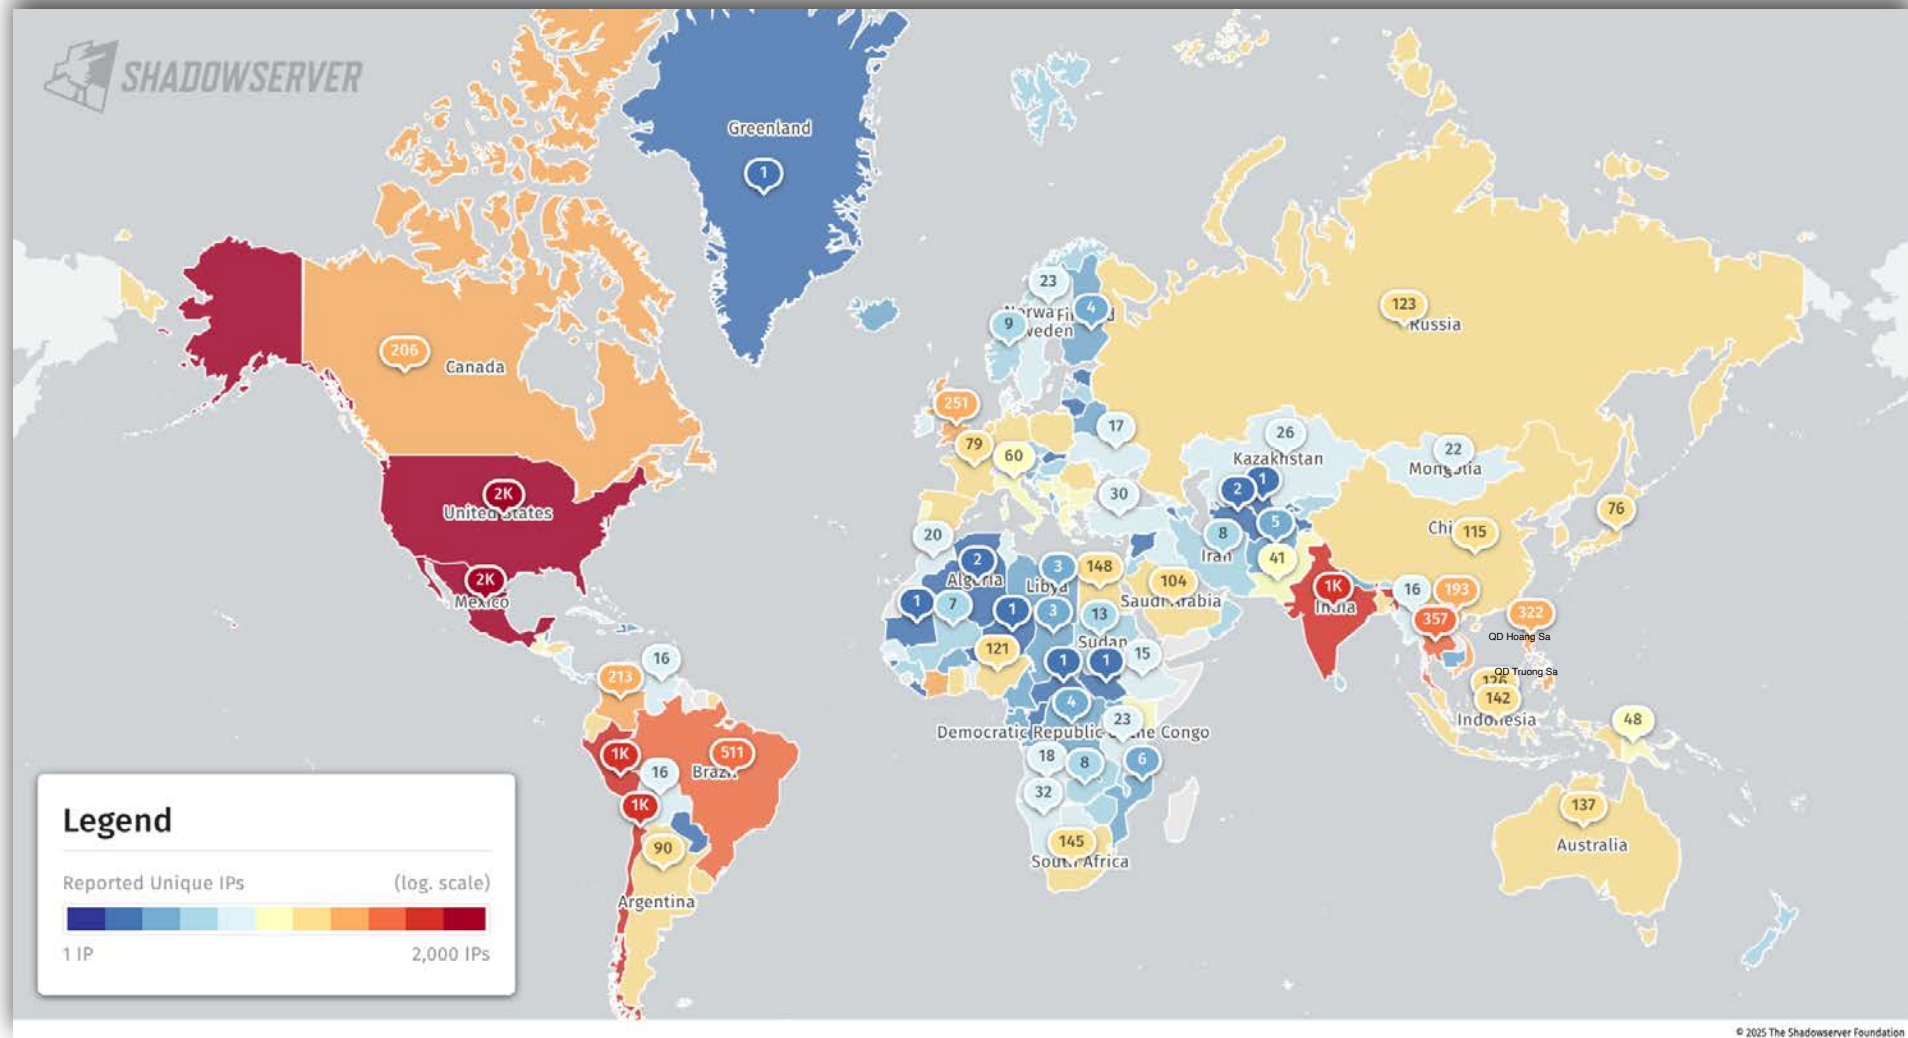 SHADOWSERVER
Greenland
1
23
4
9
Finland
123
Russia
206
Canada
251
17
79
60
26
Kazakhstan
22
Mongolia
2K
United States
30
2
1
76
20
5
8
Iran
41
115
2
Algeria
3
Libya
148
104
Saudi Arabia
2K
Mexico
1
7
1
3
13
Sudan
1K
India
16
193
357
322
QD Hoang Sa
121
1
1
15
16
213
QD Truong Sa
126
142
Indonesia
4
23
Democratic Republic of the Congo
48
1K
16
511
Brazil
18
8
6
1K
32
137
Australia
90
145
South Africa
Argentina
Legend
Reported Unique IPs (log. scale)
1 IP 2,000 IPs
© 2025 The Shadowserver Foundation